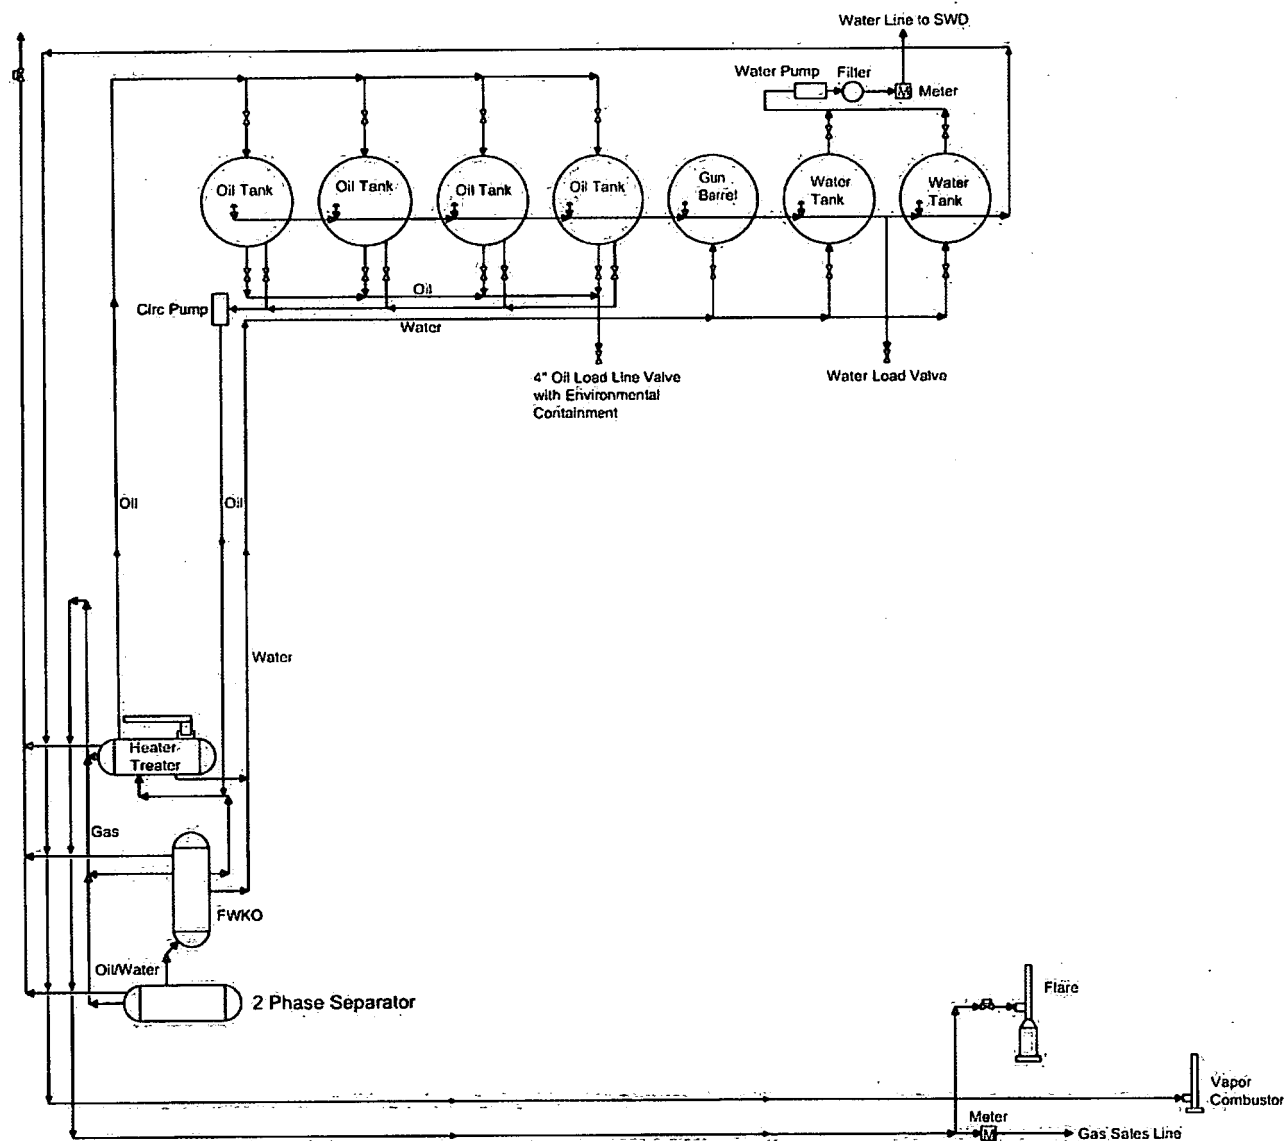 Water Line to SWD
Water Pump
Filter
Meter
Oil Tank
Oil Tank
Oil Tank
Oil Tank
Gun
Barrel
Water
Tank
Water
Tank
Oil
Circ Pump
Water
4" Oil Load Line Valve
with Environmental
Containment
Water Load Valve
Oil
Oil
Water
Heater
Treater
Gas
FWKO
Oil/Water
2 Phase Separator
Flare
Vapor
Combustor
Meter
M
Gas Sales Line
M